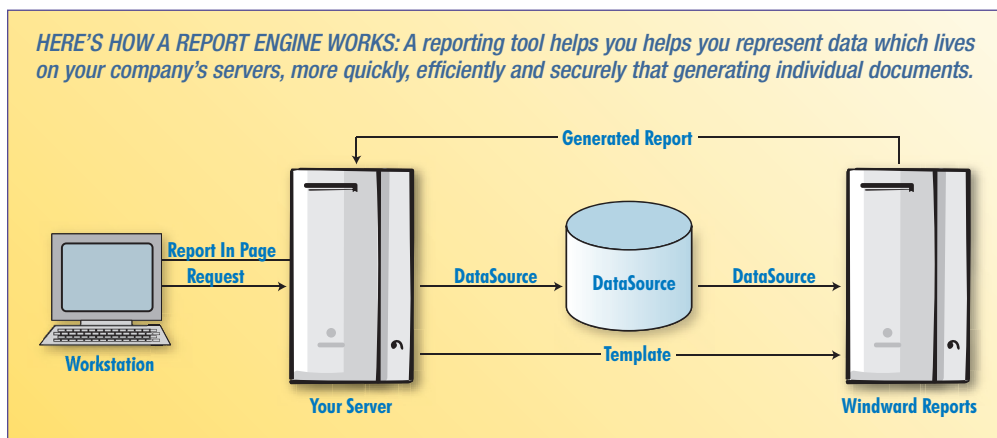 HERE'S HOW A REPORT ENGINE WORKS: A reporting tool helps you helps you represent data which lives
on your company's servers, more quickly, efficiently and securely that generating individual documents.
Generated Report
Report In Page
Request
DataSource
DataSource
DataSource
Template
Workstation
Your Server
Windward Reports